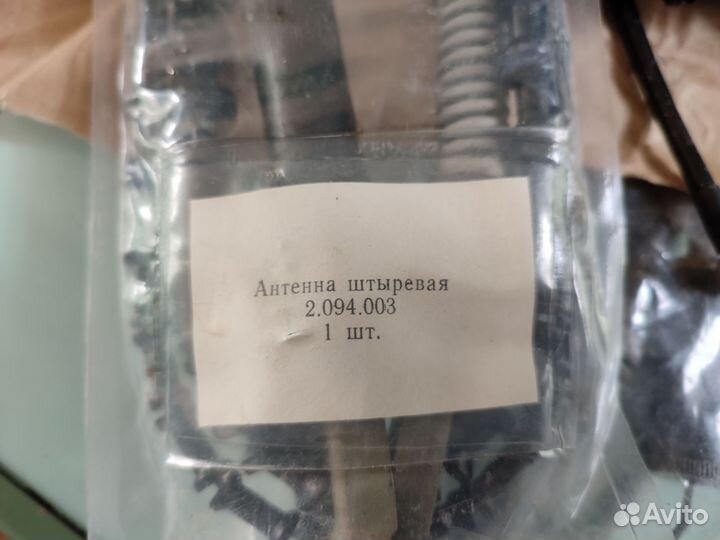 Антенна штыревая
2.094.003
1 шт.
Avito